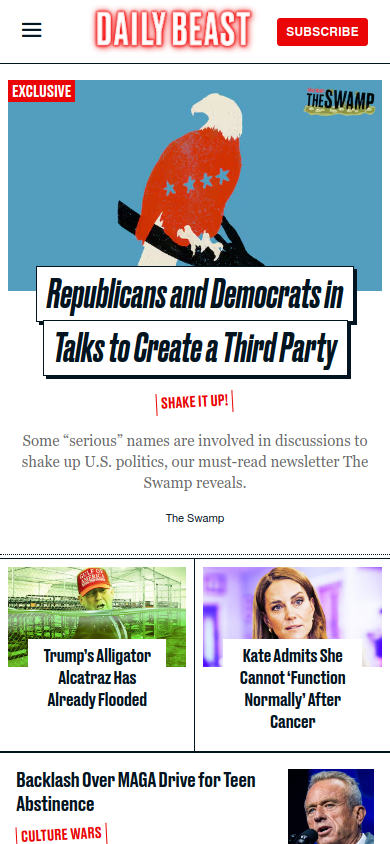 DAILY BEAST
SUBSCRIBE
EXCLUSIVE
THE SWAMP
Republicans and Democrats in
Talks to Create a Third Party
SHAKE IT UP!
Some “serious” names are involved in discussions to
shake up U.S. politics, our must-read newsletter The
Swamp reveals.
The Swamp
GULF OF
AMERICA
Trump’s Alligator
Alcatraz Has
Already Flooded
Kate Admits She
Cannot ‘Function
Normally’ After
Cancer
Backlash Over MAGA Drive for Teen
Abstinence
CULTURE WARS